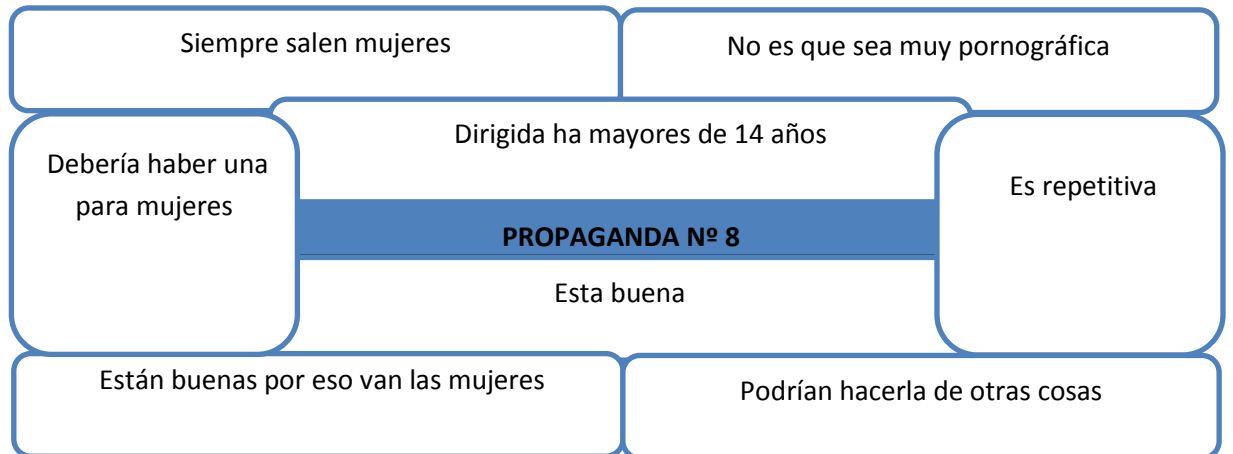 Siempre salen mujeres
No es que sea muy pornográfica
Dirigida ha mayores de 14 años
Debería haber una
para mujeres
Es repetitiva
PROPAGANDA Nº 8
Esta buena
Están buenas por eso van las mujeres
Podrían hacerla de otras cosas